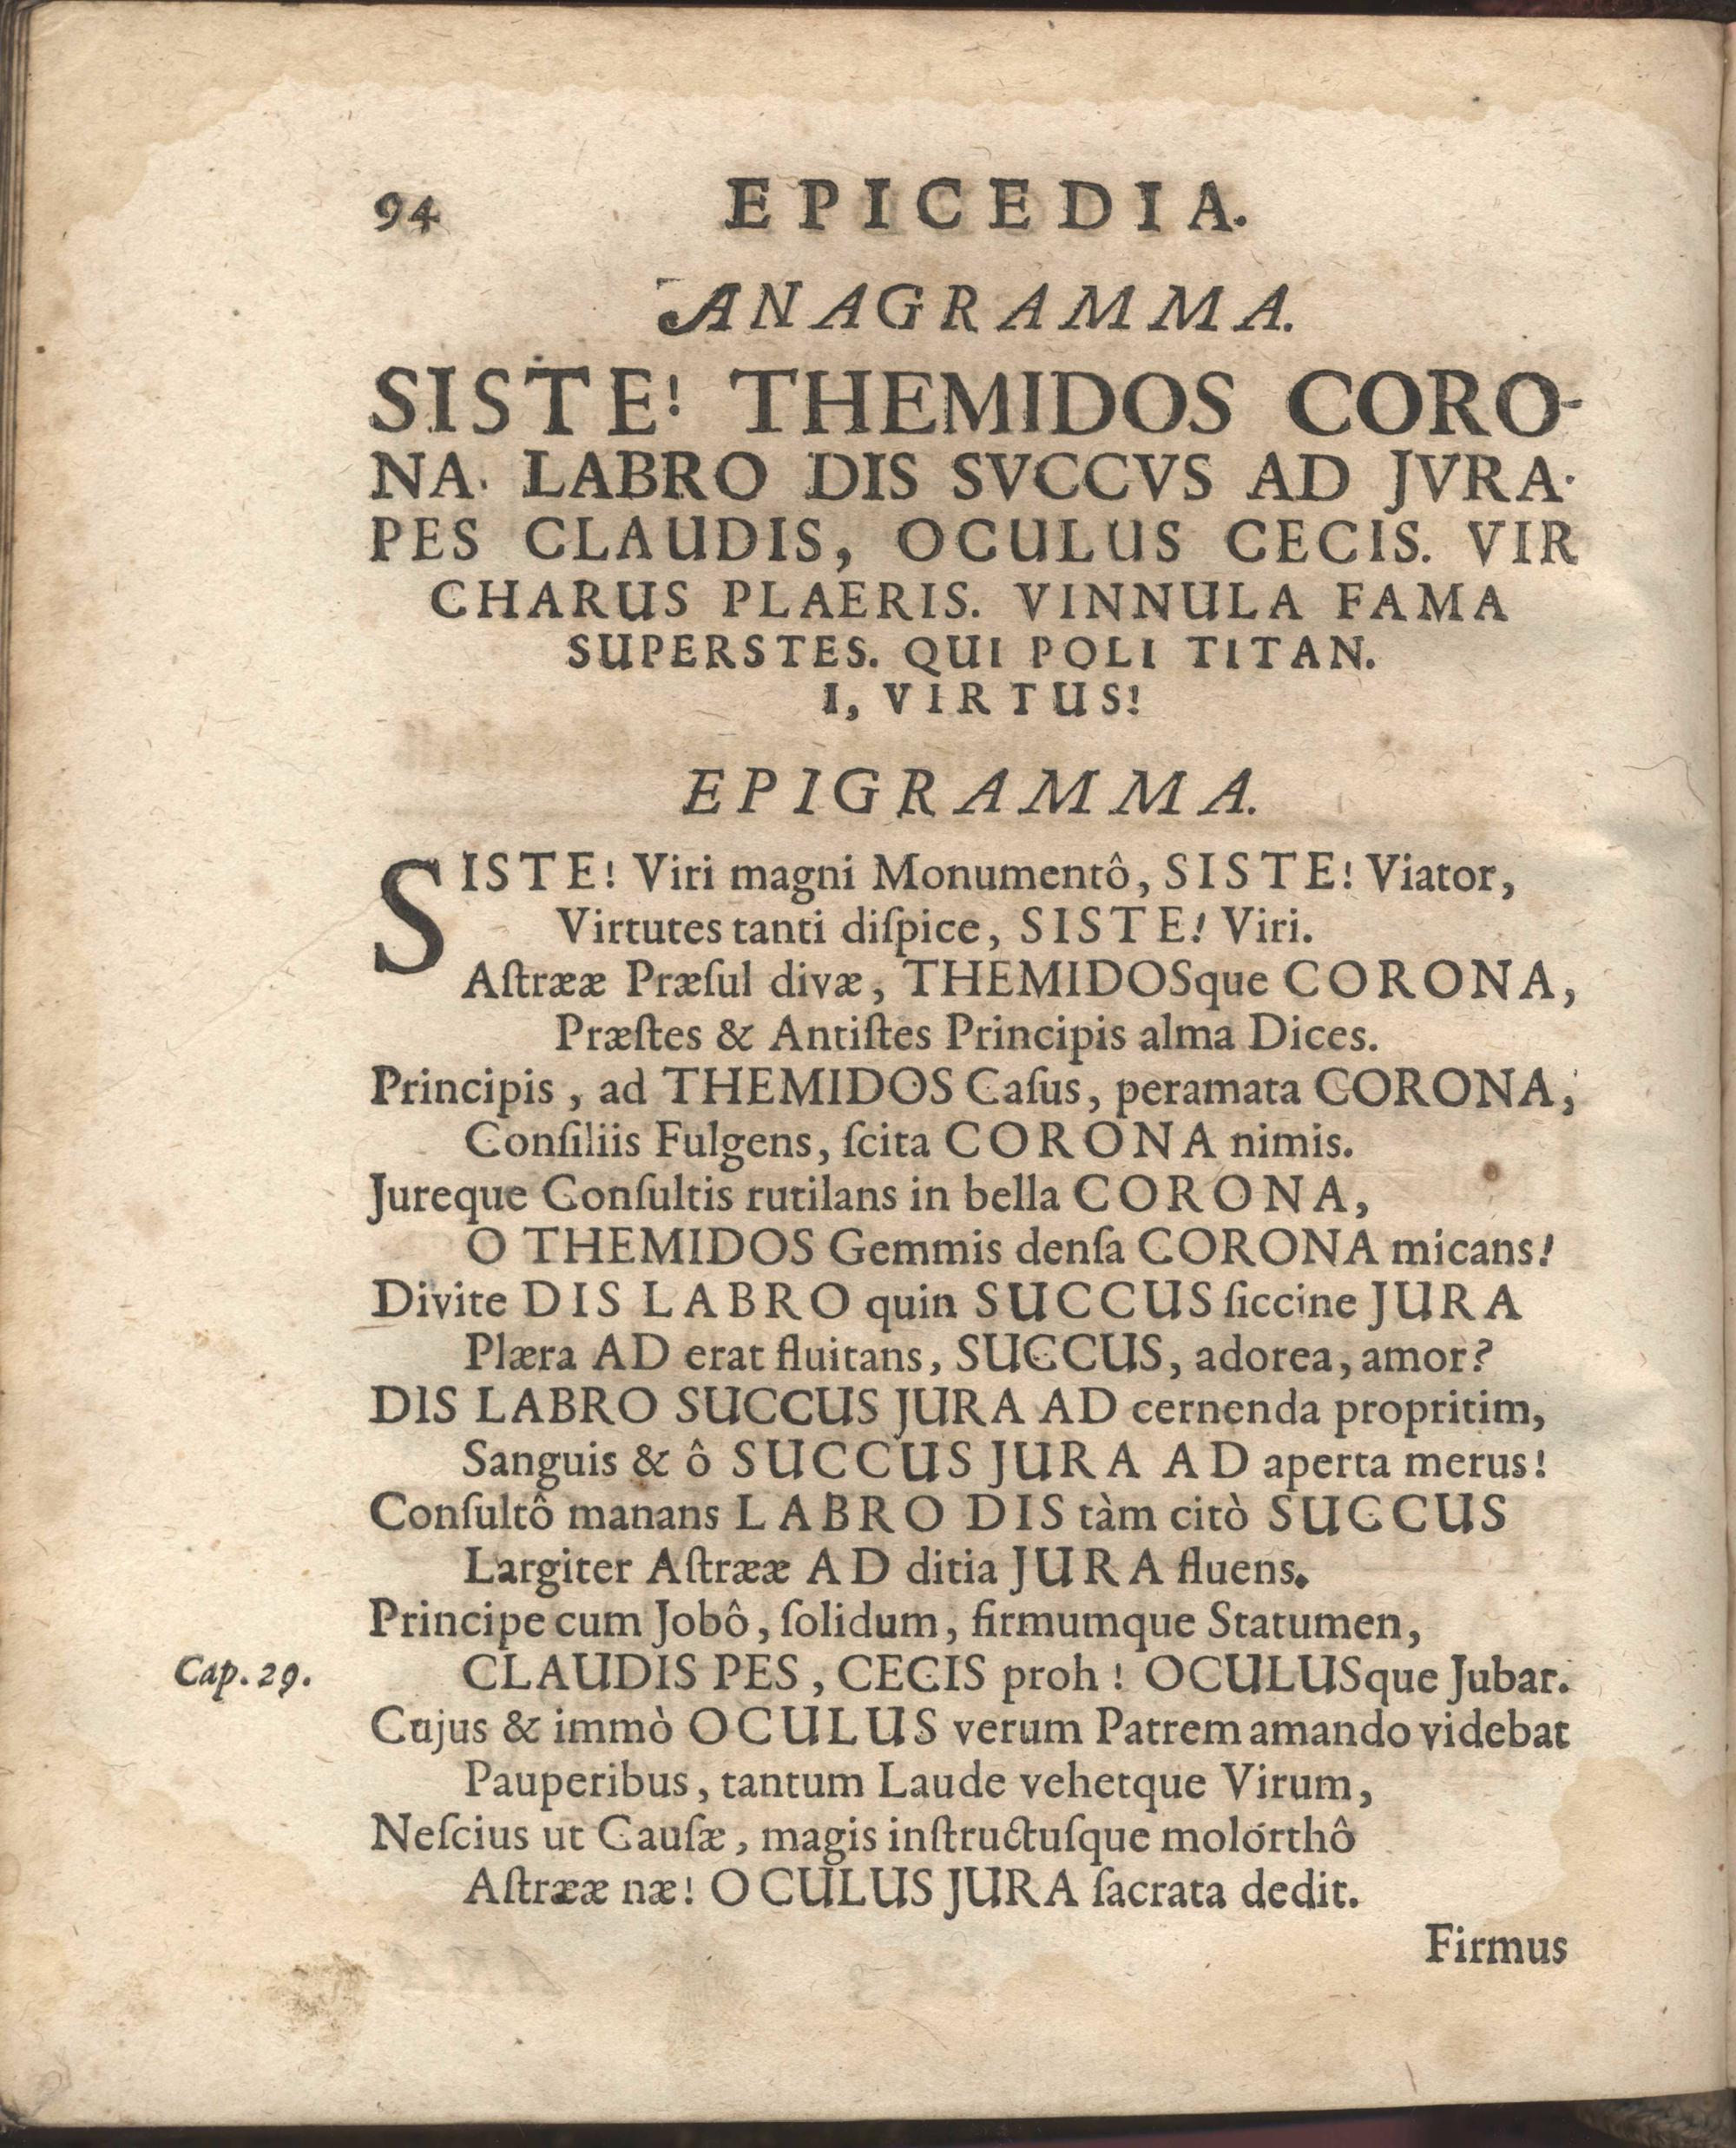 94 EPICEDIA.
ANAGRAMMA.
SISTE! THEMIDOS CORO-
NA. LABRO DIS SVCCVS AD JVRA.
PES CLAUDIS, OCULUS CECIS. VIR
CHARUS PLAERIS. VINNULA FAMA
SUPERSTES. QUI POLI TITAN.
I, VIRTUS!
EPIGRAMMA.
SISTE! Viri magni Monumentô, SISTE! Viator,
Virtutes tanti diſpice, SISTE! Viri.
Aſtrææ Præſul divæ, THEMIDOSque CORONA,
Præſtes & Antiſtes Principis alma Dices.
Principis, ad THEMIDOS Caſus, peramata CORONA,
Conſiliis Fulgens, ſcita CORONA nimis.
Jureque Conſultis rutilans in bella CORONA,
O THEMIDOS Gemmis denſa CORONA micans!
Divite DIS LABRO quin SUCCUS ſiccine JURA
Plæra AD erat fluitans, SUCCUS, adorea, amor?
DIS LABRO SUCCUS JURA AD cernenda propritim,
Sanguis & ô SUCCUS JURA AD aperta merus!
Conſultô manans LABRO DIS tàm citò SUCCUS
Largiter Aſtrææ AD ditia JURA fluens.
Principe cum Jobô, ſolidum, firmumque Statumen,
Cap. 29. CLAUDIS PES, CECIS proh! OCULUSque Jubar.
Cujus & immò OCULUS verum Patrem amando videbat
Pauperibus, tantum Laude vehetque Virum,
Neſcius ut Cauſæ, magis inſtructuſque molórthô
Aſtrææ næ! OCULUS JURA ſacrata dedit.
Firmus